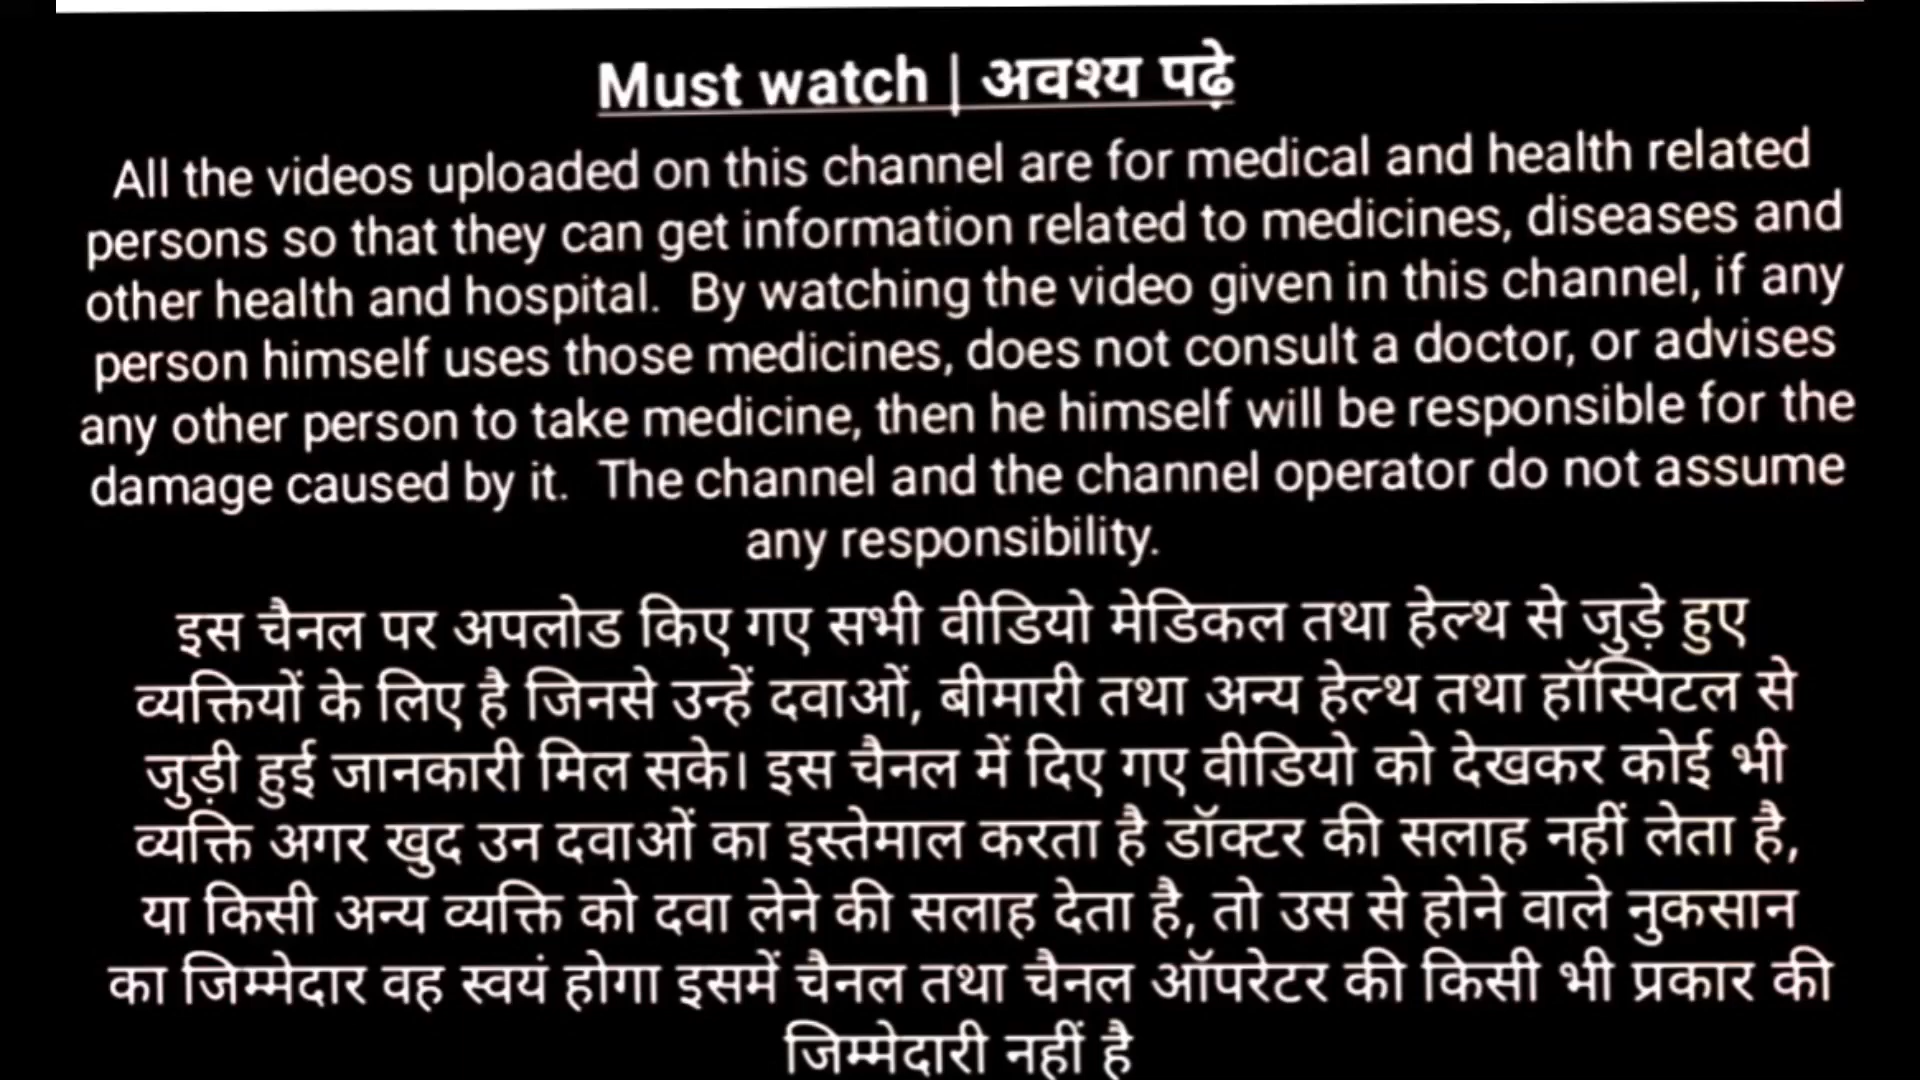 Must watch | अवश्य पढ़े
All the videos uploaded on this channel are for medical and health related
persons so that they can get information related to medicines, diseases and
other health and hospital. By watching the video given in this channel, if any
person himself uses those medicines, does not consult a doctor, or advises
any other person to take medicine, then he himself will be responsible for the
damage caused by it. The channel and the channel operator do not assume
any responsibility.
इस चैनल पर अपलोड किए गए सभी वीडियो मेडिकल तथा हेल्थ से जुड़े हुए
व्यक्तियों के लिए है जिनसे उन्हें दवाओं, बीमारी तथा अन्य हेल्थ तथा हॉस्पिटल से
जुड़ी हुई जानकारी मिल सके। इस चैनल में दिए गए वीडियो को देखकर कोई भी
व्यक्ति अगर खुद उन दवाओं का इस्तेमाल करता है डॉक्टर की सलाह नहीं लेता है,
या किसी अन्य व्यक्ति को दवा लेने की सलाह देता है, तो उस से होने वाले नुकसान
का जिम्मेदार वह स्वयं होगा इसमें चैनल तथा चैनल ऑपरेटर की किसी भी प्रकार की
जिम्मेदारी नहीं है